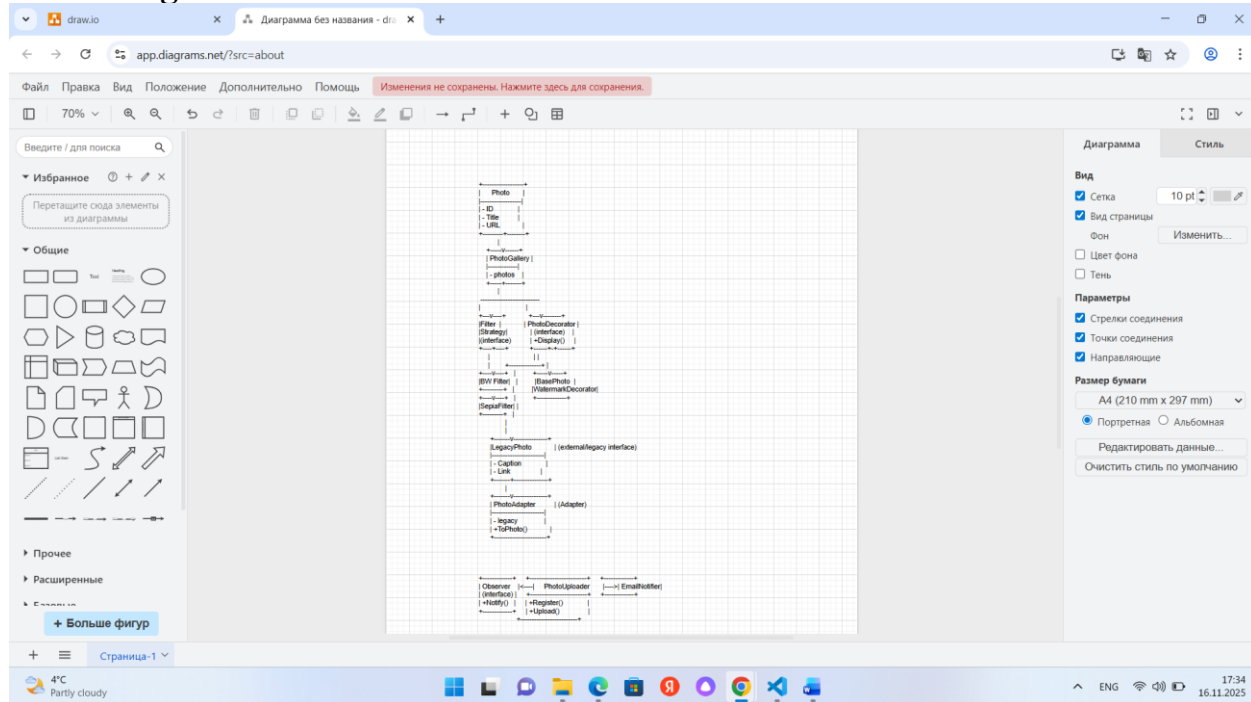 draw.io
Диаграмма без названия - dra
app.diagrams.net/?src=about
Файл Правка Вид Положение Дополнительно Помощь Изменения не сохранены. Нажмите здесь для сохранения.
70%
Введите / для поиска
Избранное
Перетащите сюда элементы
из диаграммы
Общие
Text
Heading
List Item
Прочее
Расширенные
+ Больше фигур
+-----------------+
| Photo |
|-----------------|
| - ID |
| - Title |
| - URL |
+--------+--------+
|
+----v-----+
| PhotoGallery |
|--------------|
| - photos |
+----+------+
|
----------------------
| |
+---v----+ +---v------+
|Filter | | PhotoDecorator |
|Strategy| | (interface) |
|(interface) | +Display() |
+----+----+ +------+-+------+
| ||
| +-----------+ |
+---v----+ | +----v------+
|BW Filter| | |BasePhoto |
+---------+ | |WatermarkDecorator|
+---v----+ | +-------------+
|SepiaFilter| |
+---------+ |
|
|
+------v-------------+
|LegacyPhoto | (external/legacy interface)
|--------------------|
| - Caption |
| - Link |
+-------+------------+
|
+------v-------------+
| PhotoAdapter | (Adapter)
|--------------------|
| - legacy |
| +ToPhoto() |
+--------------------+
+------------+ +---------------------+ +-----------+
| Observer |<----| PhotoUploader |---->| EmailNotifier|
| (interface) | +---------------------+ +-----------+
| +Notify() | | +Register() |
+------------+ | +Upload() |
+---------------------+
Диаграмма Стиль
Вид
Сетка 10 pt
Вид страницы
Фон Изменить...
Цвет фона
Тень
Параметры
Стрелки соединения
Точки соединения
Направляющие
Размер бумаги
A4 (210 mm x 297 mm)
Портретная Альбомная
Редактировать данные...
Очистить стиль по умолчанию
Страница-1
4°C
Partly cloudy
ENG
17:34
16.11.2025